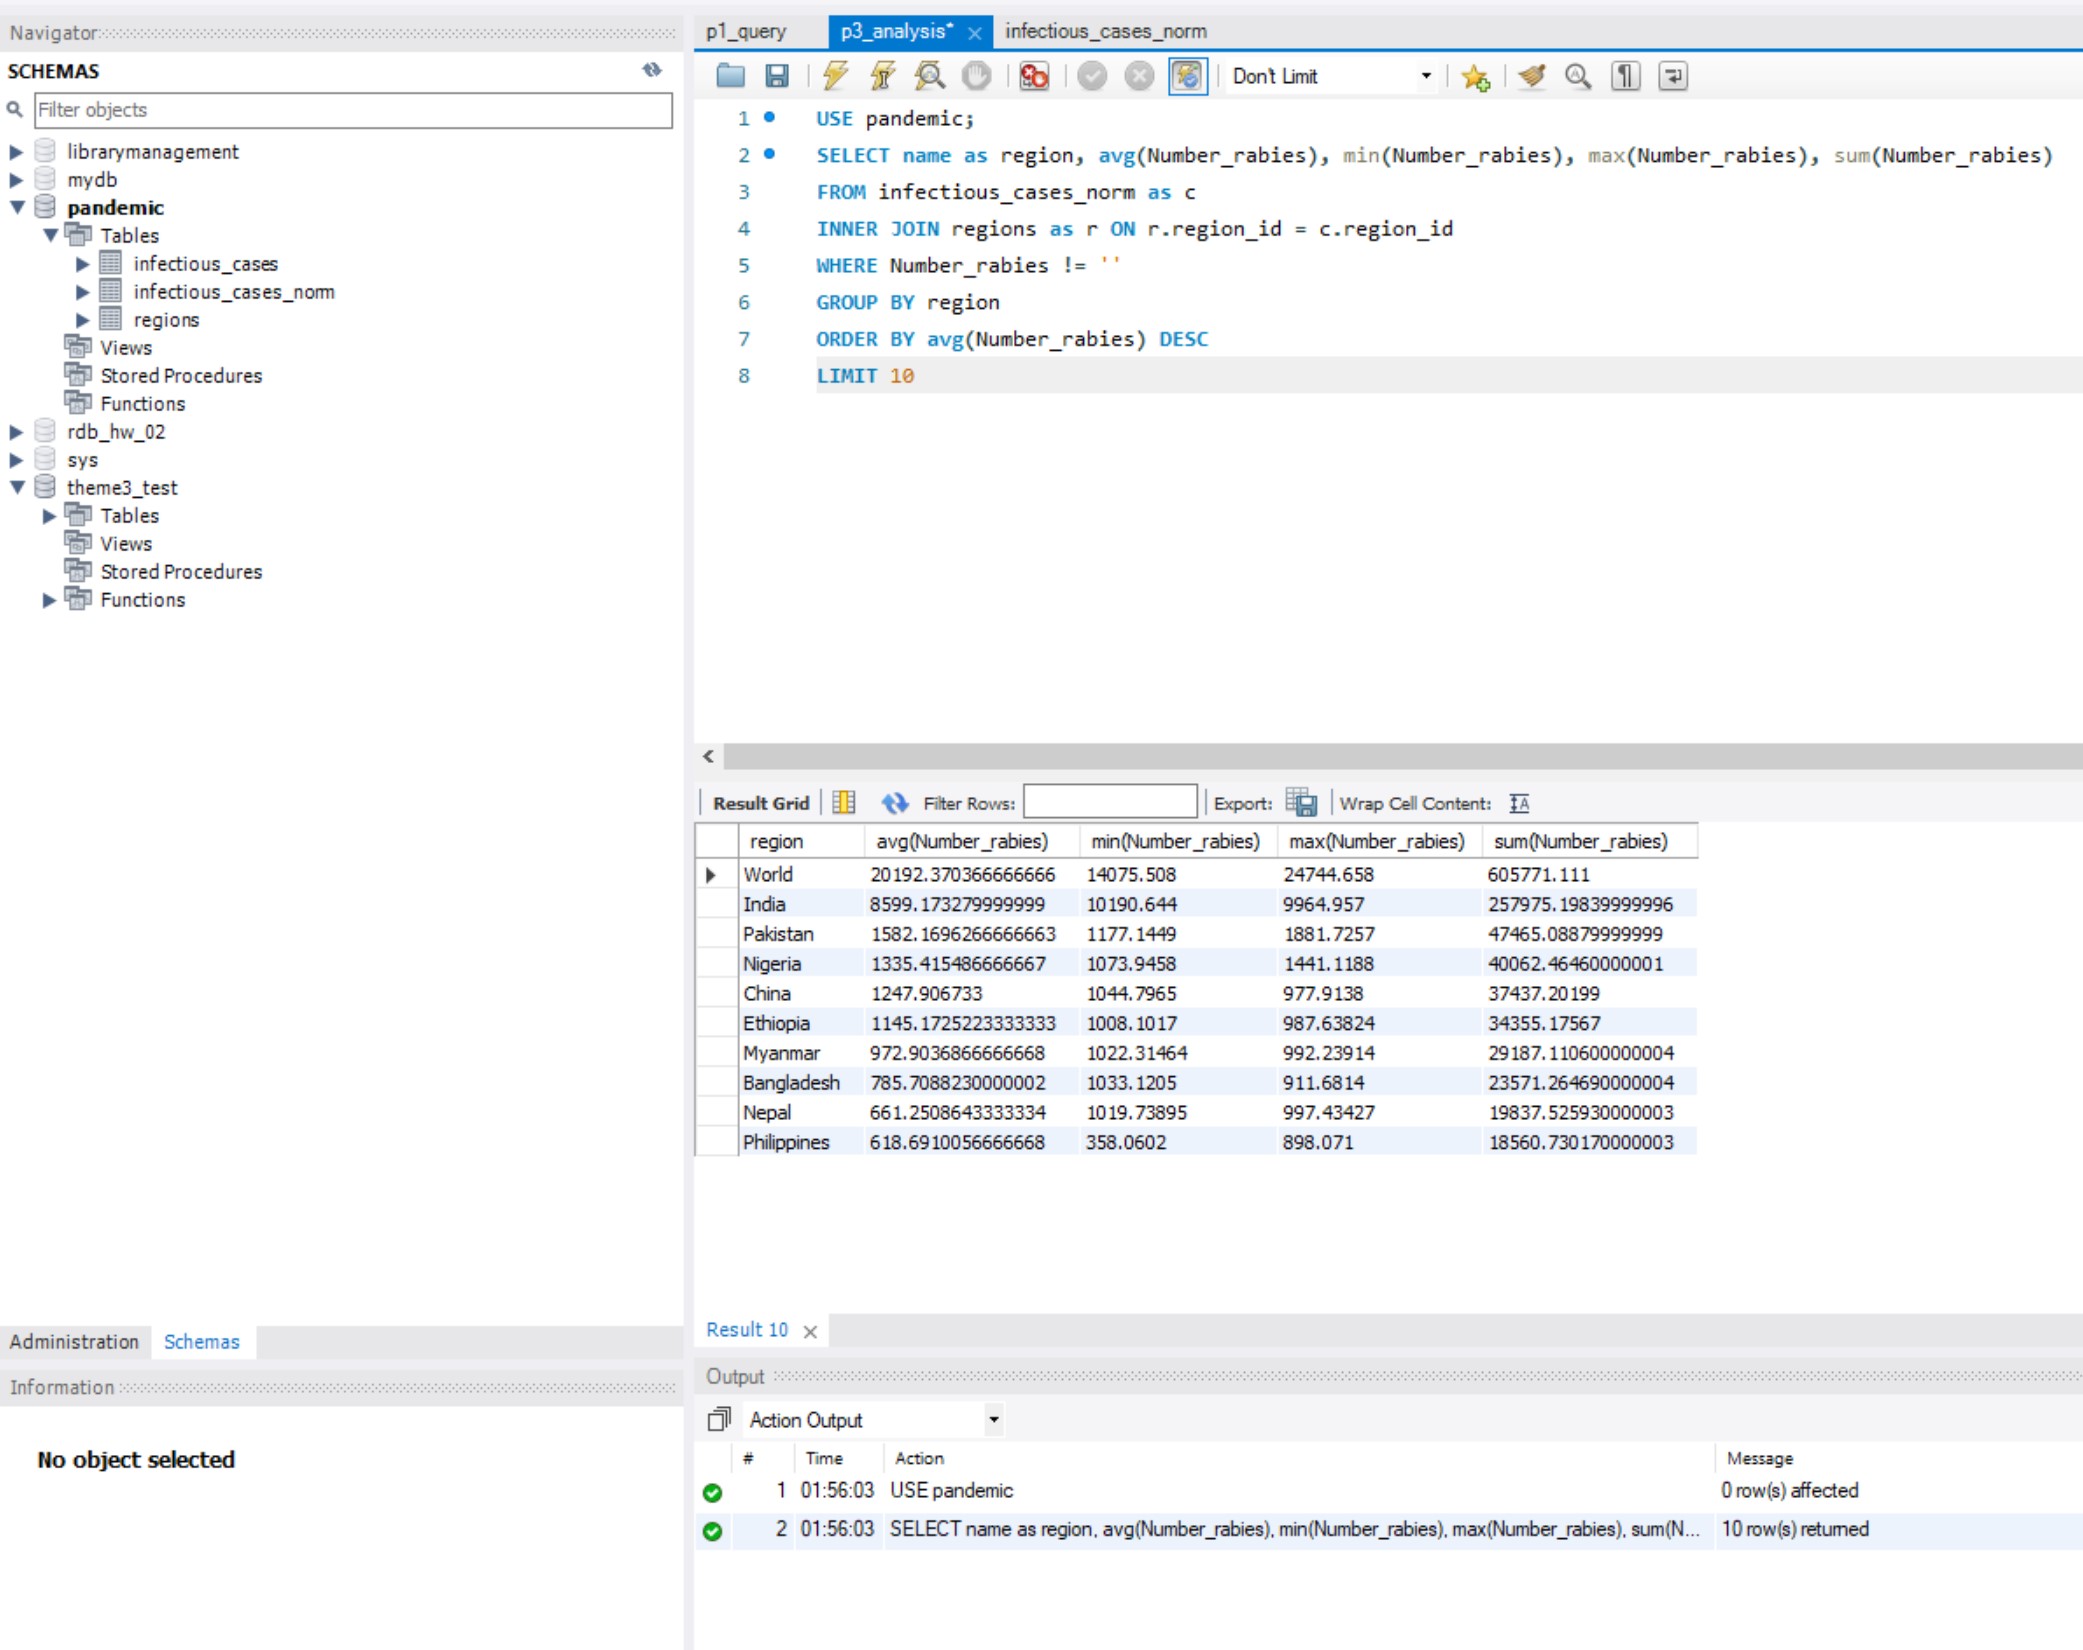 Navigator
SCHEMAS
Filter objects
librarymanagement
mydb
pandemic
Tables
infectious_cases
infectious_cases_norm
regions
Views
Stored Procedures
Functions
rdb_hw_02
sys
theme3_test
Tables
Views
Stored Procedures
Functions
Administration Schemas
Information
No object selected
p1_query p3_analysis* infectious_cases_norm
Don't Limit
1 USE pandemic;
2 SELECT name as region, avg(Number_rabies), min(Number_rabies), max(Number_rabies), sum(Number_rabies)
3 FROM infectious_cases_norm as c
4 INNER JOIN regions as r ON r.region_id = c.region_id
5 WHERE Number_rabies != ''
6 GROUP BY region
7 ORDER BY avg(Number_rabies) DESC
8 LIMIT 10
Result Grid Filter Rows: Export: Wrap Cell Content:
region avg(Number_rabies) min(Number_rabies) max(Number_rabies) sum(Number_rabies)
World 20192.370366666666 14075.508 24744.658 605771.111
India 8599.173279999999 10190.644 9964.957 257975.19839999996
Pakistan 1582.1696266666663 1177.1449 1881.7257 47465.08879999999
Nigeria 1335.415486666667 1073.9458 1441.1188 40062.46460000001
China 1247.906733 1044.7965 977.9138 37437.20199
Ethiopia 1145.1725223333333 1008.1017 987.63824 34355.17567
Myanmar 972.9036866666668 1022.31464 992.23914 29187.110600000004
Bangladesh 785.7088230000002 1033.1205 911.6814 23571.264690000004
Nepal 661.2508643333334 1019.73895 997.43427 19837.525930000003
Philippines 618.6910056666668 358.0602 898.071 18560.730170000003
Result 10
Output
Action Output
# Time Action Message
1 01:56:03 USE pandemic 0 row(s) affected
2 01:56:03 SELECT name as region, avg(Number_rabies), min(Number_rabies), max(Number_rabies), sum(N... 10 row(s) returned